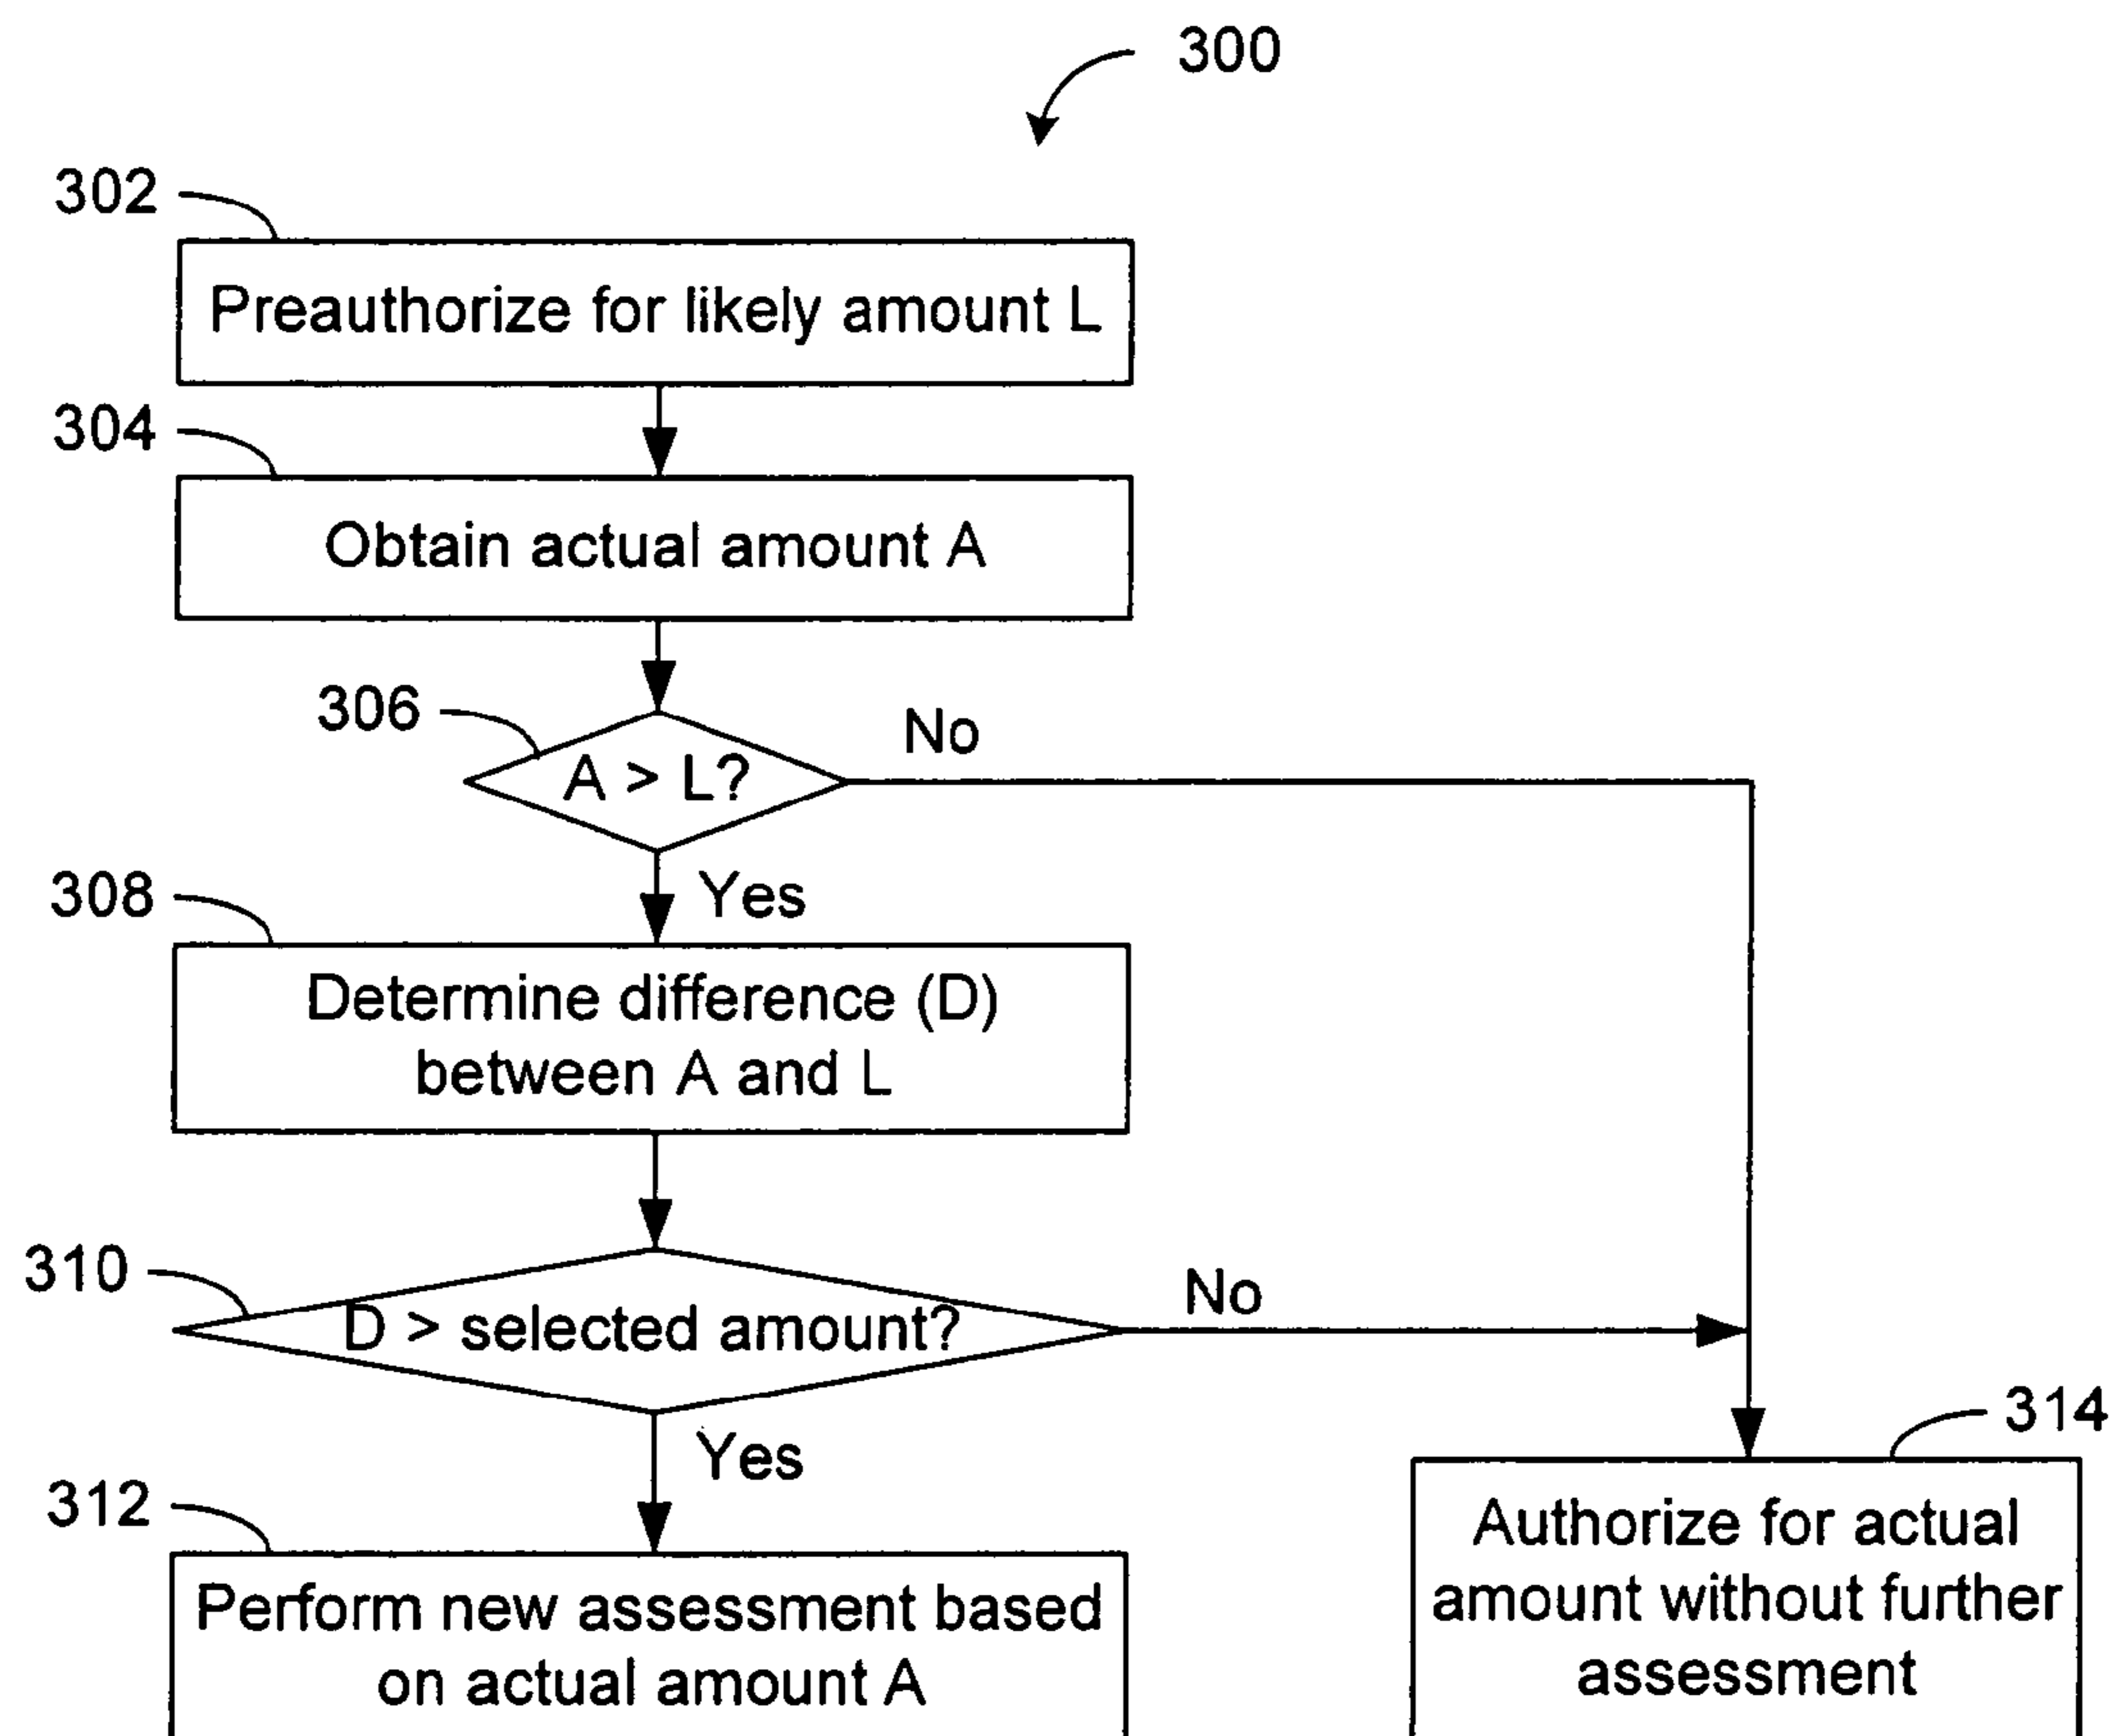 300
302
Preauthorize for likely amount L
304
Obtain actual amount A
306
A > L?
No
Yes
308
Determine difference (D)
between A and L
310
D > selected amount?
No
Yes
312
Perform new assessment based
on actual amount A
314
Authorize for actual
amount without further
assessment